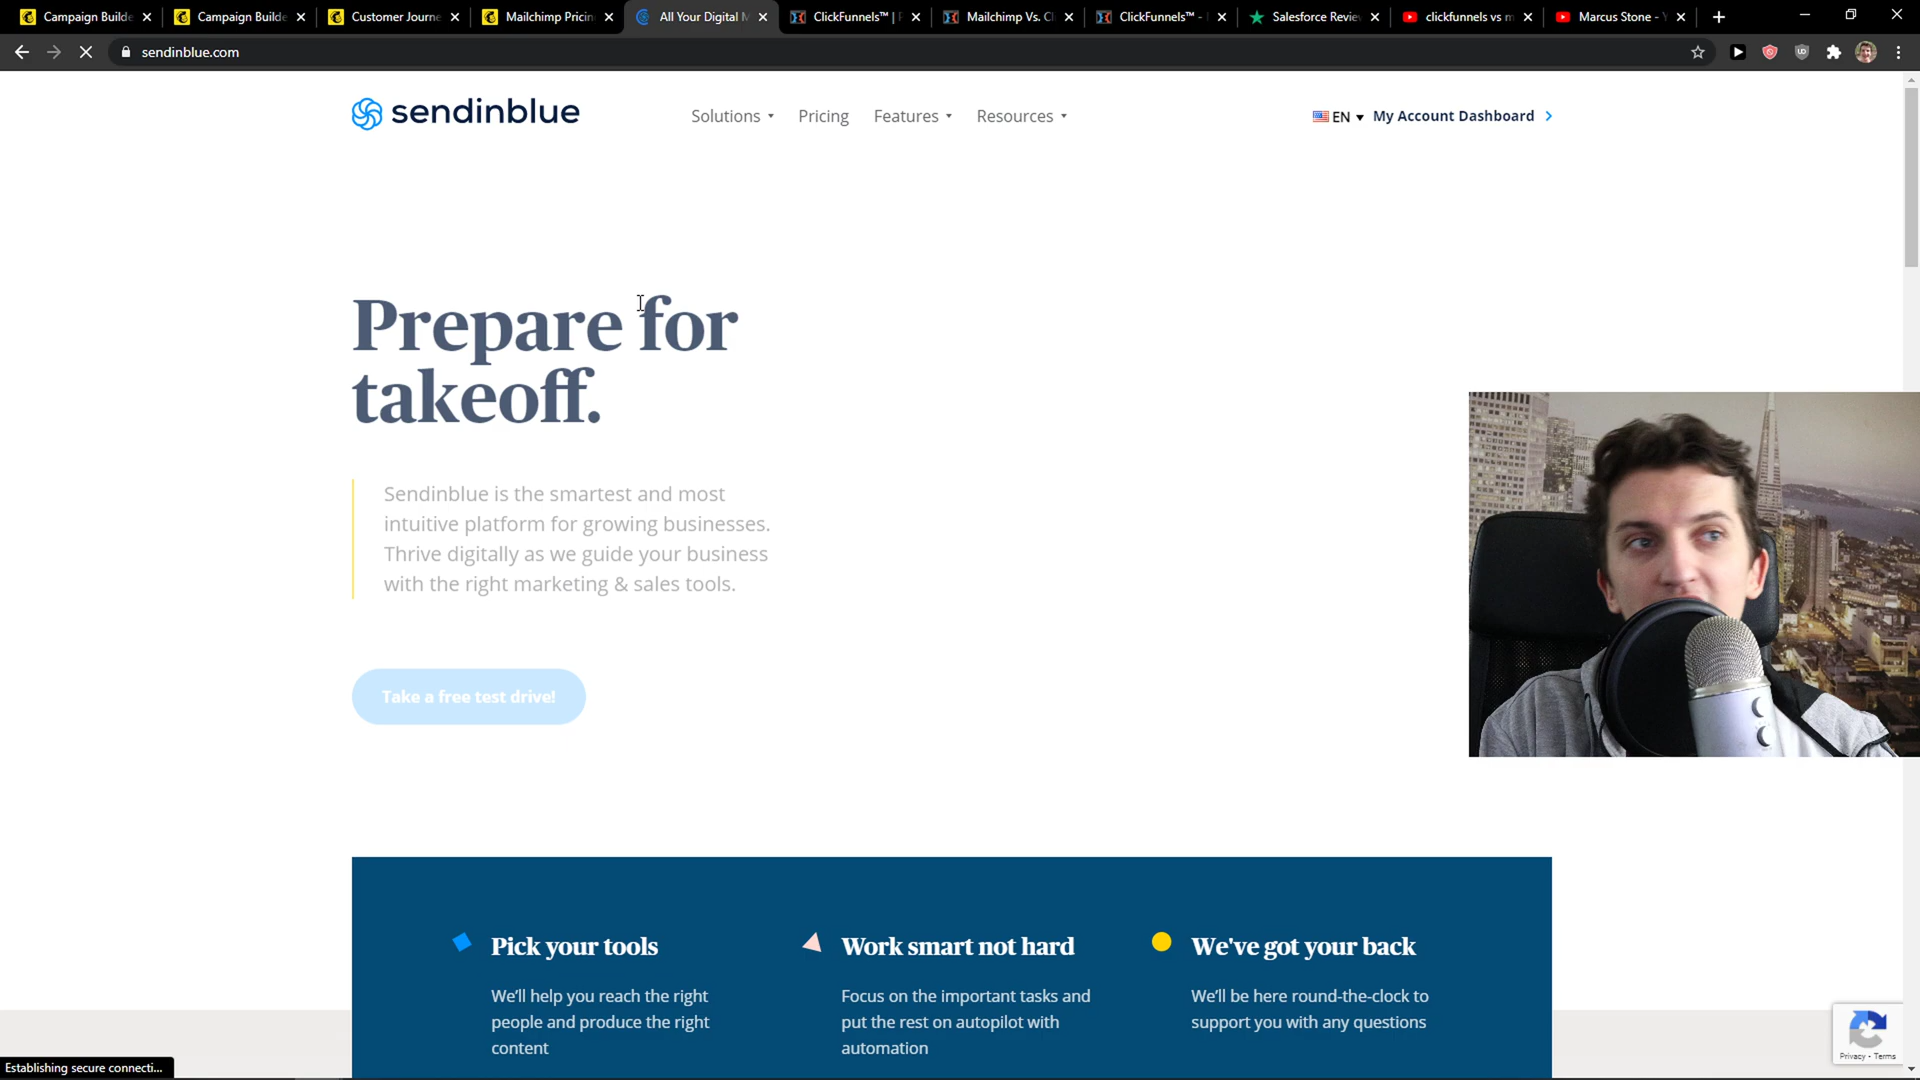 Campaign Builde
Campaign Builde
Customer Journe
Mailchimp Pricin
All Your Digital M
ClickFunnels™ |
Mailchimp Vs. Cl
ClickFunnels™ -
Salesforce Revie
clickfunnels vs m
Marcus Stone - Y
sendinblue.com
sendinblue
Solutions
Pricing
Features
Resources
EN
My Account Dashboard
Prepare for
takeoff.
Sendinblue is the smartest and most
intuitive platform for growing businesses.
Thrive digitally as we guide your business
with the right marketing & sales tools.
Take a free test drive!
Pick your tools
We'll help you reach the right
people and produce the right
content
Work smart not hard
Focus on the important tasks and
put the rest on autopilot with
automation
We've got your back
We'll be here round-the-clock to
support you with any questions
Privacy - Terms
Establishing secure connecti...